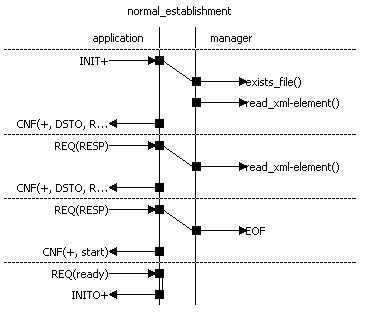 normal_establishment
application manager
INIT+
exists_file()
read_xml-element()
CNF(+, DSTO, R...
REQ(RESP)
read_xml-element()
CNF(+, DSTO, R...
REQ(RESP)
EOF
CNF(+, start)
REQ(ready)
INITO+